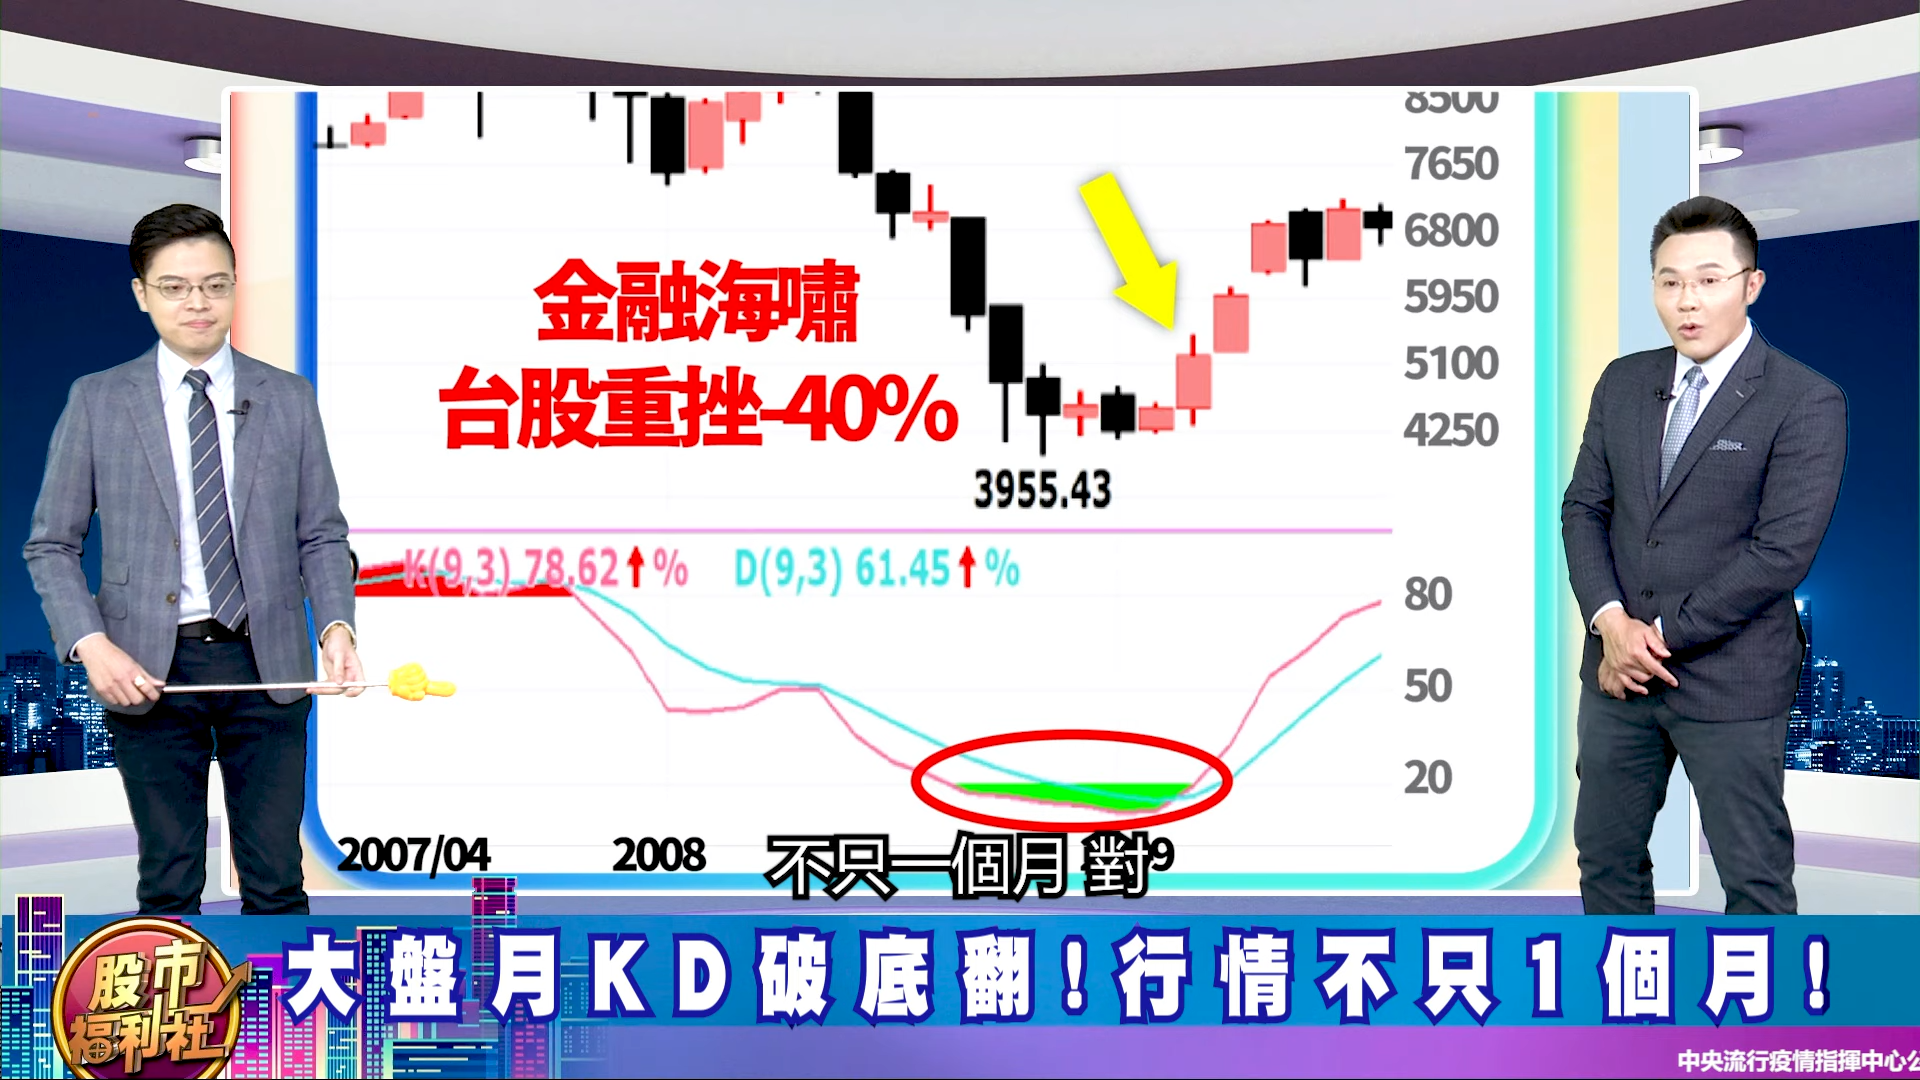 8500
7650
6800
5950
5100
4250
金融海嘯
台股重挫-40%
3955.43
K(9,3) 78.62↑% D(9,3) 61.45↑%
80
50
20
2007/04 2008 9
不只一個月 對
股市
福利社
大盤月KD破底翻!行情不只1個月!
中央流行疫情指揮中心